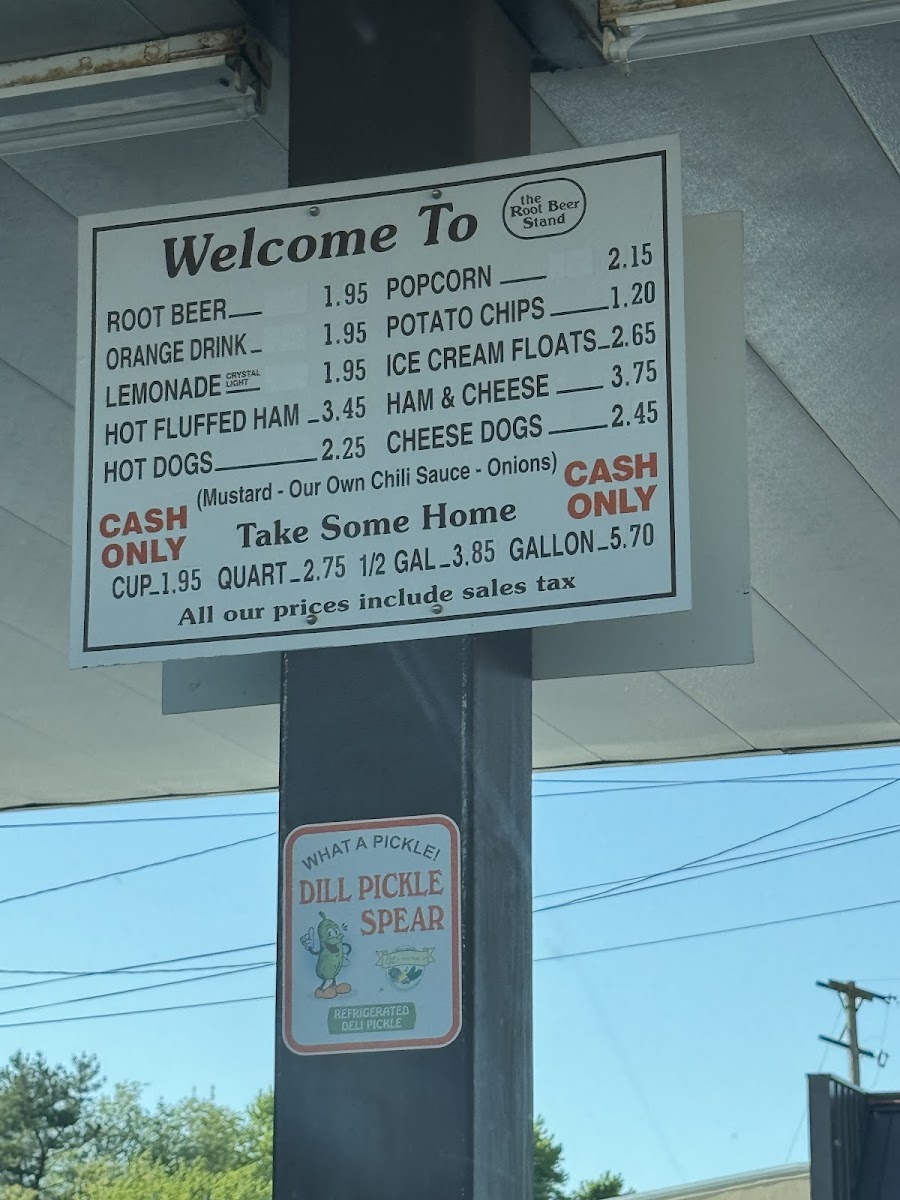 Welcome To
the
Root Beer
Stand
ROOT BEER 1.95
ORANGE DRINK 1.95
LEMONADE CRYSTAL LIGHT 1.95
HOT FLUFFED HAM 3.45
HOT DOGS 2.25
POPCORN 2.15
POTATO CHIPS 1.20
ICE CREAM FLOATS 2.65
HAM & CHEESE 3.75
CHEESE DOGS 2.45
(Mustard - Our Own Chili Sauce - Onions)
CASH
ONLY
Take Some Home
CASH
ONLY
CUP 1.95 QUART 2.75 1/2 GAL 3.85 GALLON 5.70
All our prices include sales tax
WHAT A PICKLE!
DILL PICKLE
SPEAR
REFRIGERATED
DELI PICKLE